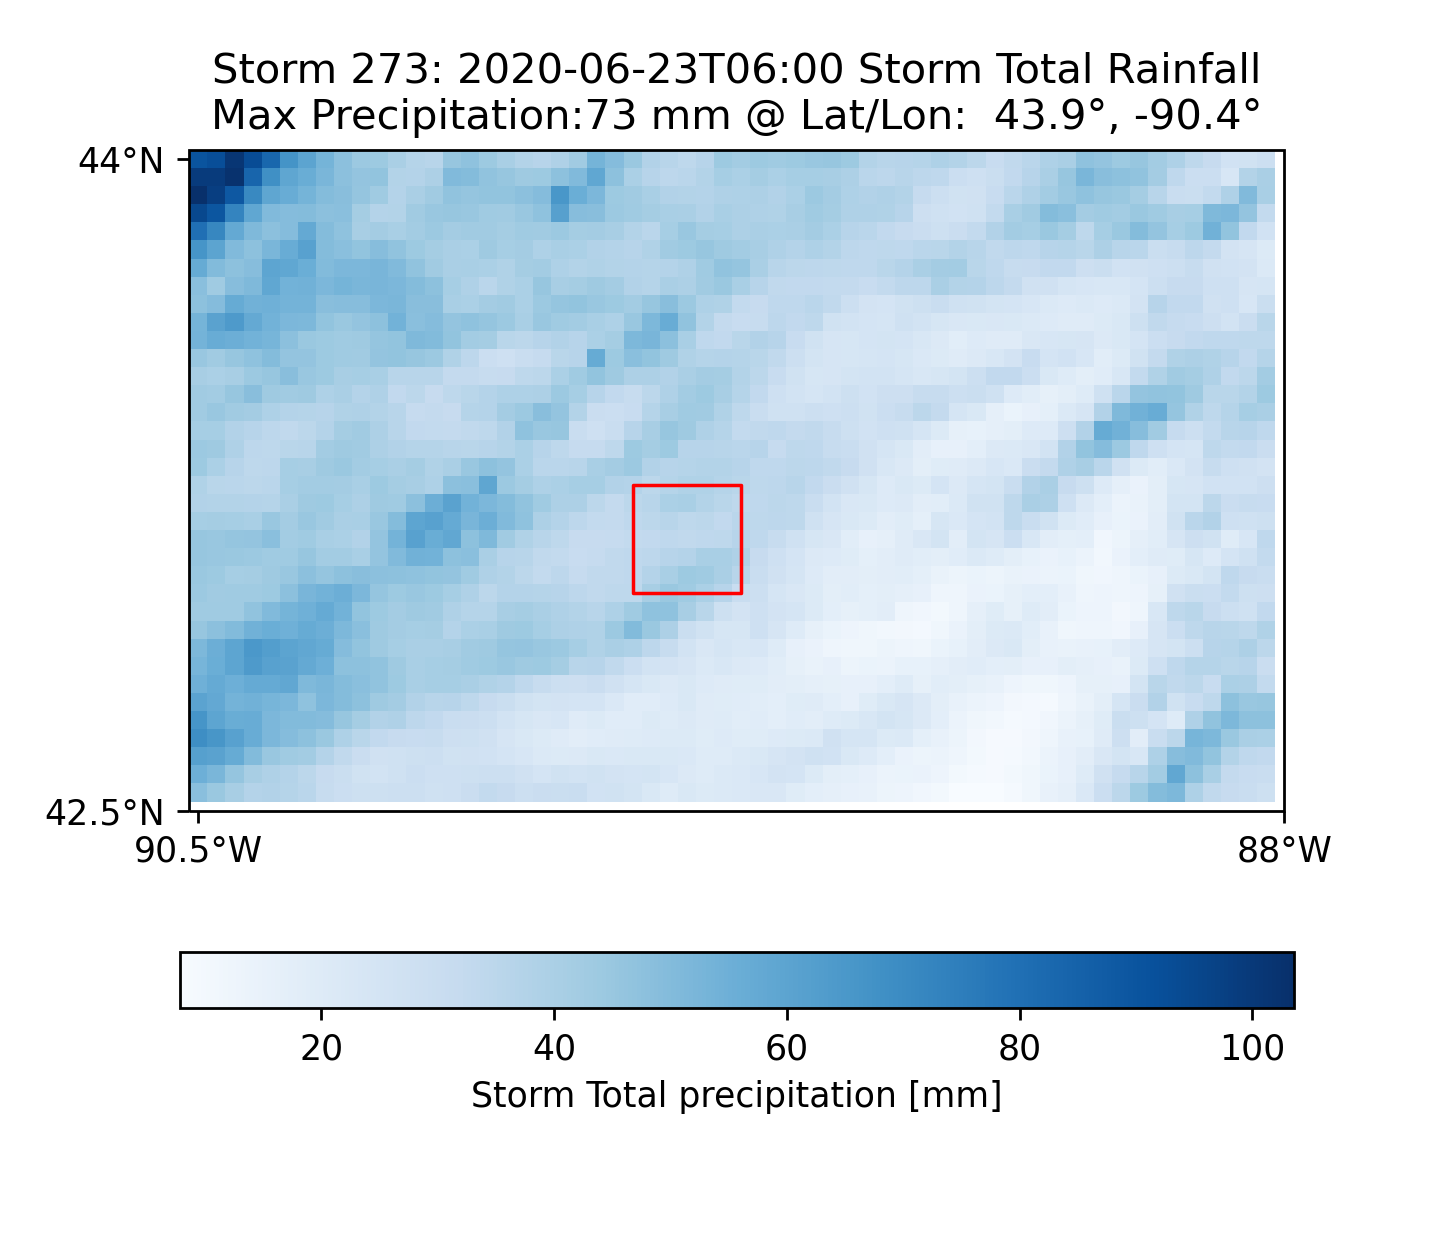 Storm 273: 2020-06-23T06:00 Storm Total Rainfall
Max Precipitation:73 mm @ Lat/Lon:  43.9°, -90.4°
44°N
42.5°N
90.5°W
88°W
20
40
60
80
100
Storm Total precipitation [mm]